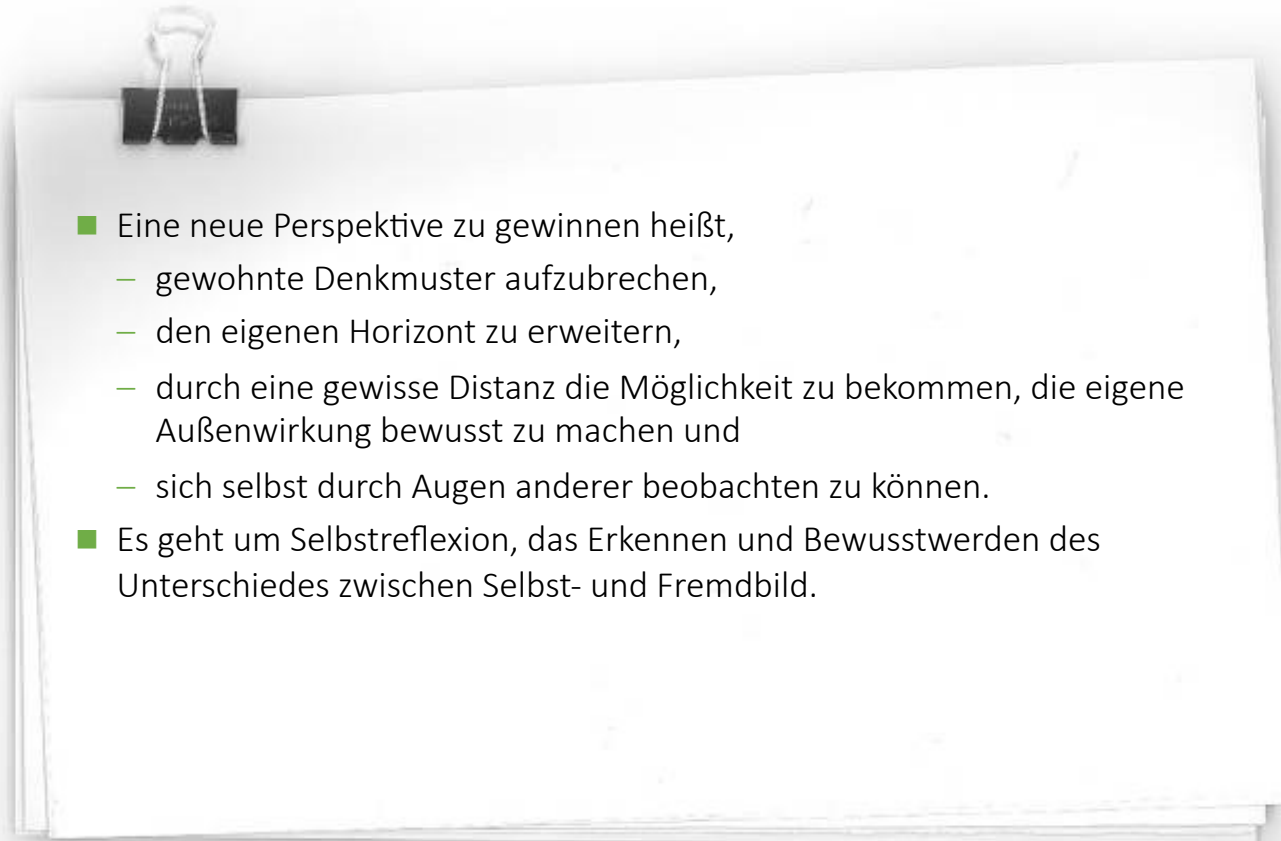 ■ Eine neue Perspektive zu gewinnen heißt,
– gewohnte Denkmuster aufzubrechen,
– den eigenen Horizont zu erweitern,
– durch eine gewisse Distanz die Möglichkeit zu bekommen, die eigene
Außenwirkung bewusst zu machen und
– sich selbst durch Augen anderer beobachten zu können.
■ Es geht um Selbstreflexion, das Erkennen und Bewusstwerden des
Unterschiedes zwischen Selbst- und Fremdbild.